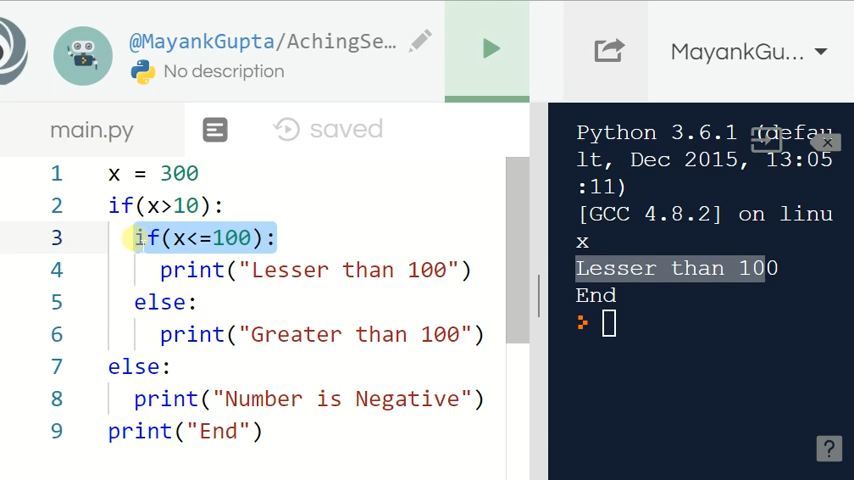 @MayankGupta/AchingSe...
No description
MayankGu...
main.py
saved
1 x = 300
2 if(x>10):
3 if(x<=100):
4 print("Lesser than 100")
5 else:
6 print("Greater than 100")
7 else:
8 print("Number is Negative")
9 print("End")
Python 3.6.1 (defau
lt, Dec 2015, 13:05
:11)
[GCC 4.8.2] on linu
x
Lesser than 100
End
?